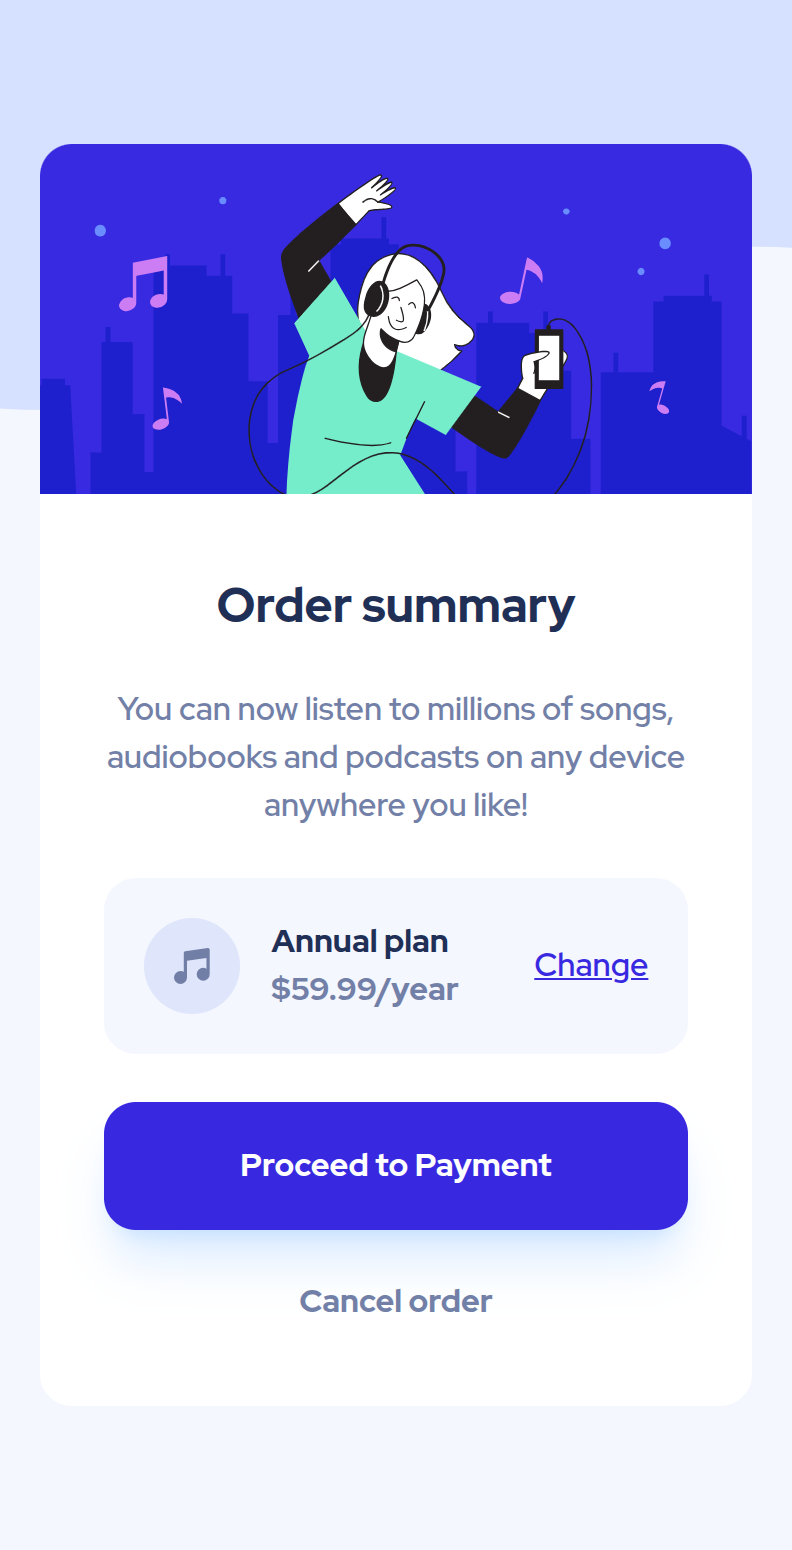 Order summary
You can now listen to millions of songs,
audiobooks and podcasts on any device
anywhere you like!
Annual plan
$59.99/year
Change
Proceed to Payment
Cancel order